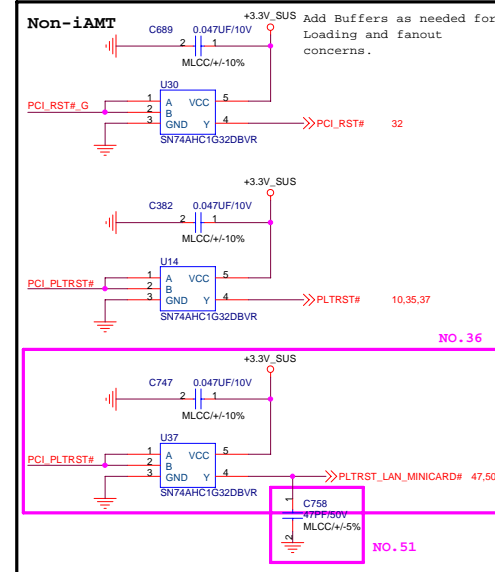 Non-iAMT
+3.3V_SUS
Add Buffers as needed for
Loading and fanout
concerns.
C689 0.047UF/10V
2 1
MLCC/+/-10%
U30
PCI_RST#_G
1 A VCC 5
2 B
3 GND Y 4
PCI_RST# 32
SN74AHC1G32DBVR
+3.3V_SUS
C382 0.047UF/10V
2 1
MLCC/+/-10%
U14
PCI_PLTRST#
1 A VCC 5
2 B
3 GND Y 4
PLTRST# 10,35,37
SN74AHC1G32DBVR
NO.36
+3.3V_SUS
C747 0.047UF/10V
2 1
MLCC/+/-10%
U37
PCI_PLTRST#
1 A VCC 5
2 B
3 GND Y 4
PLTRST_LAN_MINICARD# 47,50
SN74AHC1G32DBVR
1
C758
47PF/50V
MLCC/+/-5%
2
NO.51